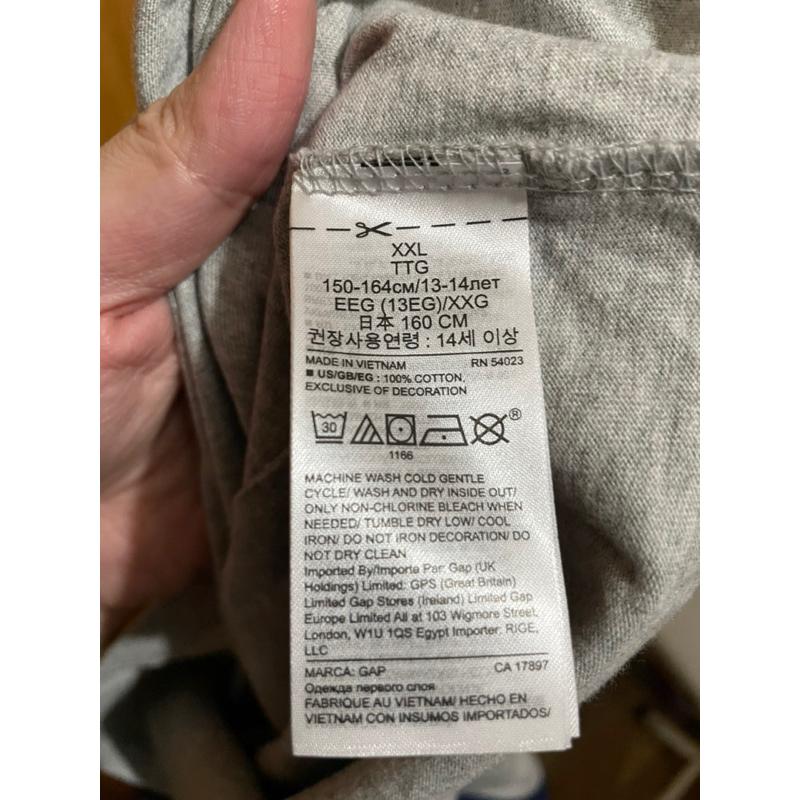 XXL
TTG
150-164см/13-14лет
EEG (13EG)/XXG
日本 160 CM
권장사용연령 : 14세 이상
MADE IN VIETNAM RN 54023
■ US/GB/EG : 100% COTTON,
EXCLUSIVE OF DECORATION
30
®
1166
MACHINE WASH COLD GENTLE
CYCLE/ WASH AND DRY INSIDE OUT/
ONLY NON-CHLORINE BLEACH WHEN
NEEDED/ TUMBLE DRY LOW/ COOL
IRON/ DO NOT IRON DECORATION/ DO
NOT DRY CLEAN
Imported By/Importe Par: Gap (UK
Holdings) Limited: GPS (Great Britain)
Limited Gap Stores (Ireland) Limited Gap
Europe Limited All at 103 Wigmore Street,
London, W1U 1QS Egypt Importer: RIGE,
LLC
MARCA: GAP CA 17897
Одежда первого слоя
FABRIQUE AU VIETNAM/ HECHO EN
VIETNAM CON INSUMOS IMPORTADOS/